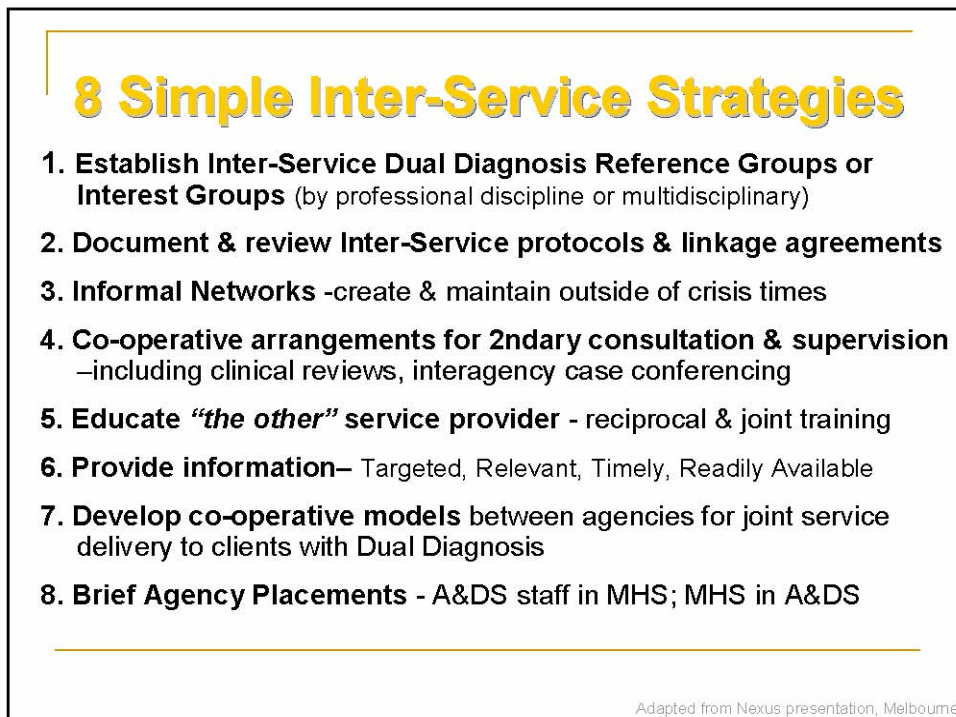 8 Simple Inter-Service Strategies
1. Establish Inter-Service Dual Diagnosis Reference Groups or
Interest Groups (by professional discipline or multidisciplinary)
2. Document & review Inter-Service protocols & linkage agreements
3. Informal Networks -create & maintain outside of crisis times
4. Co-operative arrangements for 2ndary consultation & supervision
–including clinical reviews, interagency case conferencing
5. Educate “the other” service provider - reciprocal & joint training
6. Provide information– Targeted, Relevant, Timely, Readily Available
7. Develop co-operative models between agencies for joint service
delivery to clients with Dual Diagnosis
8. Brief Agency Placements - A&DS staff in MHS; MHS in A&DS
Adapted from Nexus presentation, Melbourne